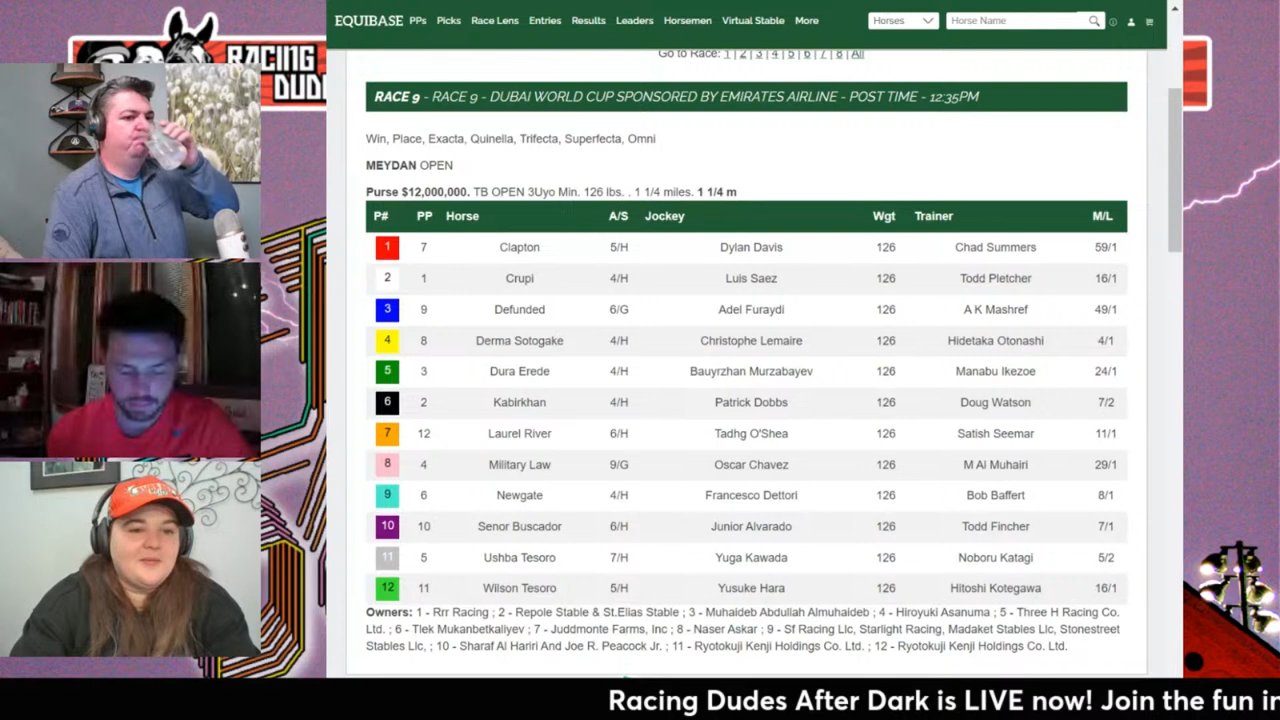 RACING
DUDE
EQUIBASE PPs Picks Race Lens Entries Results Leaders Horsemen Virtual Stable More Horses Horse Name
Go to Race: 1 | 2 | 3 | 4 | 5 | 6 | 7 | 8 | All
RACE 9 - RACE 9 - DUBAI WORLD CUP SPONSORED BY EMIRATES AIRLINE - POST TIME - 12:35PM
Win, Place, Exacta, Quinella, Trifecta, Superfecta, Omni
MEYDAN OPEN
Purse $12,000,000. TB OPEN 3Uyo Min. 126 lbs. . 1 1/4 miles. 1 1/4 m
P# PP Horse A/S Jockey Wgt Trainer M/L
1 7 Clapton 5/H Dylan Davis 126 Chad Summers 59/1
2 1 Crupi 4/H Luis Saez 126 Todd Pletcher 16/1
3 9 Defunded 6/G Adel Furaydi 126 A K Mashref 49/1
4 8 Derma Sotogake 4/H Christophe Lemaire 126 Hidetaka Otonashi 4/1
5 3 Dura Erede 4/H Bauyrzhan Murzabayev 126 Manabu Ikezoe 24/1
6 2 Kabirkhan 4/H Patrick Dobbs 126 Doug Watson 7/2
7 12 Laurel River 6/H Tadhg O'Shea 126 Satish Seemar 11/1
8 4 Military Law 9/G Oscar Chavez 126 M Al Muhairi 29/1
9 6 Newgate 4/H Francesco Dettori 126 Bob Baffert 8/1
10 10 Senor Buscador 6/H Junior Alvarado 126 Todd Fincher 7/1
11 5 Ushba Tesoro 7/H Yuga Kawada 126 Noboru Katagi 5/2
12 11 Wilson Tesoro 5/H Yusuke Hara 126 Hitoshi Kotegawa 16/1
Owners: 1 - Rrr Racing ; 2 - Repole Stable & St.Elias Stable ; 3 - Muhaideb Abdullah Almuhaideb ; 4 - Hiroyuki Asanuma ; 5 - Three H Racing Co.
Ltd. ; 6 - Tlek Mukanbetkaliyev ; 7 - Juddmonte Farms, Inc ; 8 - Naser Askar ; 9 - Sf Racing Llc, Starlight Racing, Madaket Stables Llc, Stonestreet
Stables Llc, ; 10 - Sharaf Al Hariri And Joe R. Peacock Jr. ; 11 - Ryotokuji Kenji Holdings Co. Ltd. ; 12 - Ryotokuji Kenji Holdings Co. Ltd.
Racing Dudes After Dark is LIVE now! Join the fun in